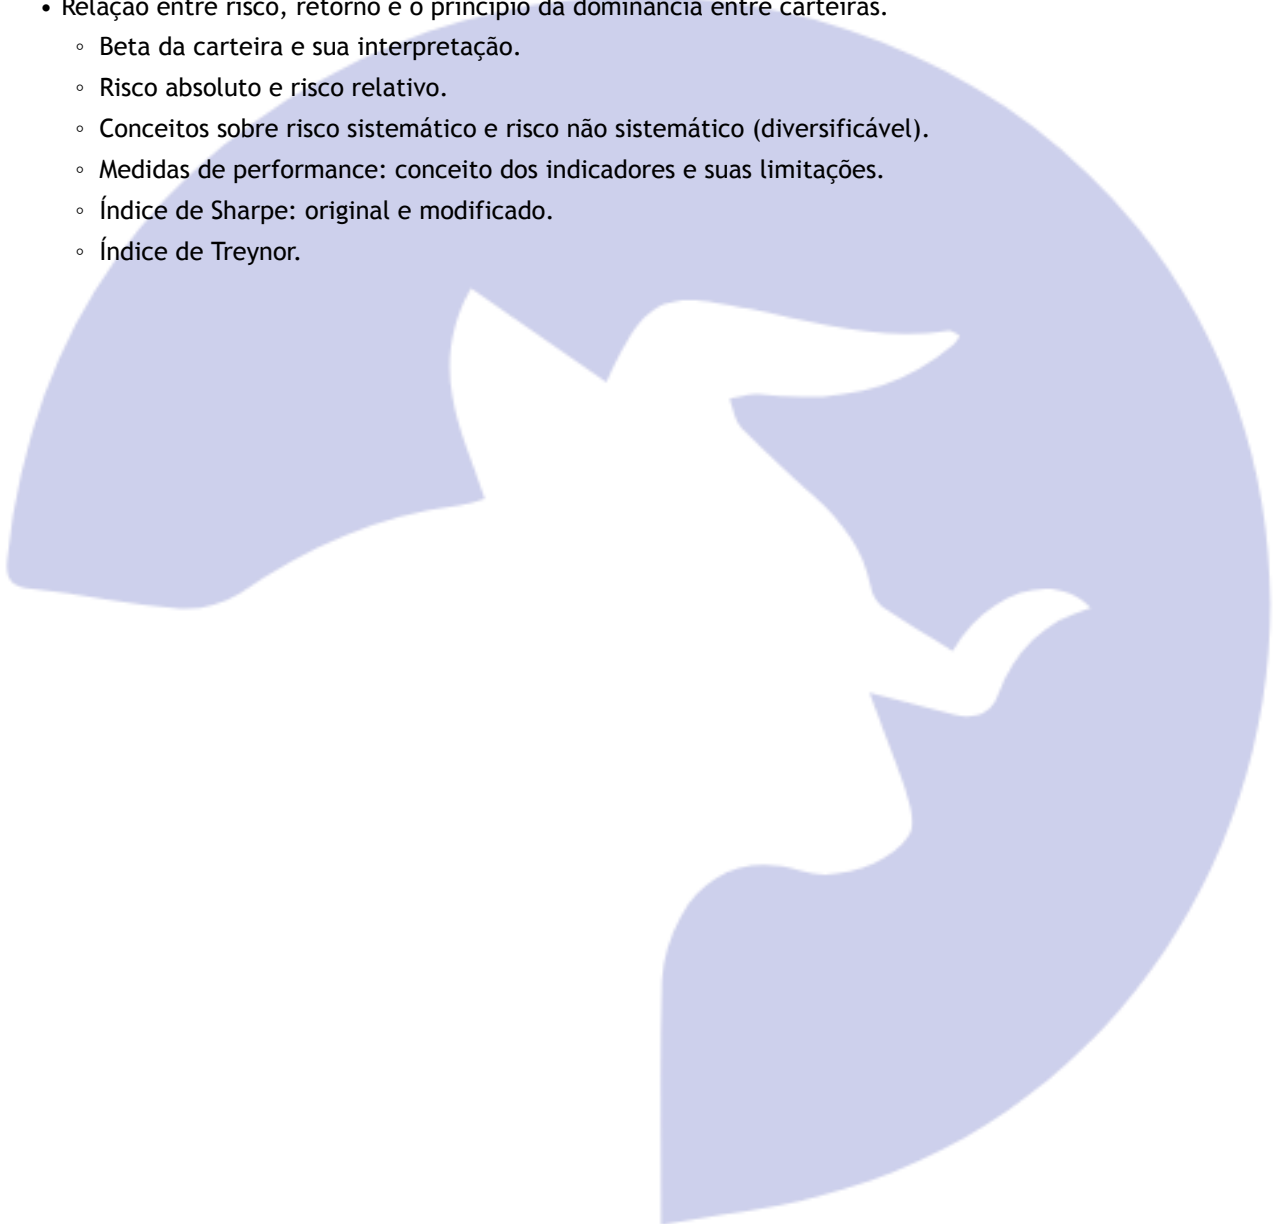 • Relação entre risco, retorno e o princípio da dominância entre carteiras.
◦ Beta da carteira e sua interpretação.
◦ Risco absoluto e risco relativo.
◦ Conceitos sobre risco sistemático e risco não sistemático (diversificável).
◦ Medidas de performance: conceito dos indicadores e suas limitações.
◦ Índice de Sharpe: original e modificado.
◦ Índice de Treynor.